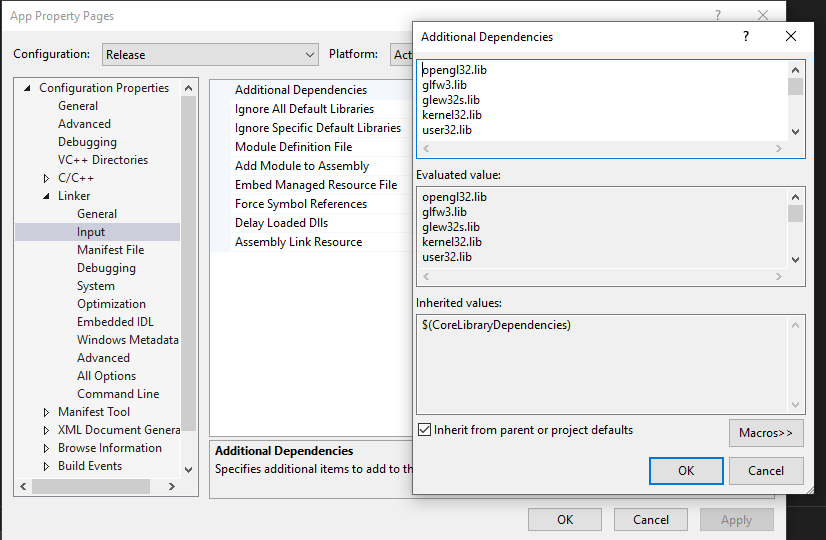 App Property Pages
?
Configuration: Release Platform: Act
Configuration Properties
General
Advanced
Debugging
VC++ Directories
C/C++
Linker
General
Input
Manifest File
Debugging
System
Optimization
Embedded IDL
Windows Metadata
Advanced
All Options
Command Line
Manifest Tool
XML Document Genera
Browse Information
Build Events
Additional Dependencies
Ignore All Default Libraries
Ignore Specific Default Libraries
Module Definition File
Add Module to Assembly
Embed Managed Resource File
Force Symbol References
Delay Loaded Dlls
Assembly Link Resource
Additional Dependencies
Specifies additional items to add to th
OK Cancel Apply
Additional Dependencies
?
opengl32.lib
glfw3.lib
glew32s.lib
kernel32.lib
user32.lib
Evaluated value:
opengl32.lib
glfw3.lib
glew32s.lib
kernel32.lib
user32.lib
Inherited values:
$(CoreLibraryDependencies)
Inherit from parent or project defaults
Macros>>
OK Cancel